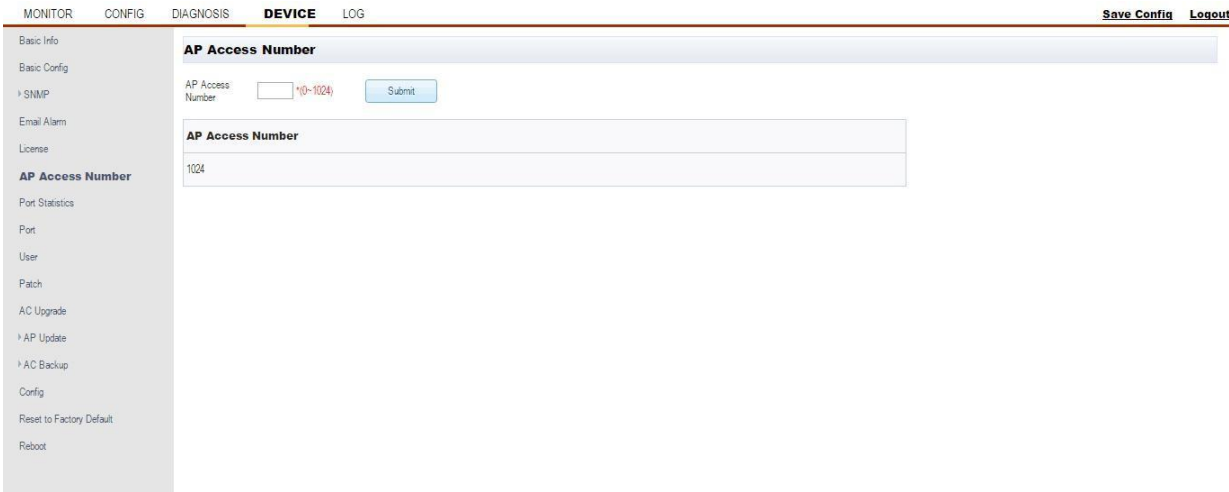 MONITOR CONFIG DIAGNOSIS DEVICE LOG Save Config Logout
Basic Info
Basic Config
SNMP
Email Alarm
License
AP Access Number
Port Statistics
Port
User
Patch
AC Upgrade
AP Update
AC Backup
Config
Reset to Factory Default
Reboot
AP Access Number
AP Access
Number
*(0~1024) Submit
AP Access Number
1024